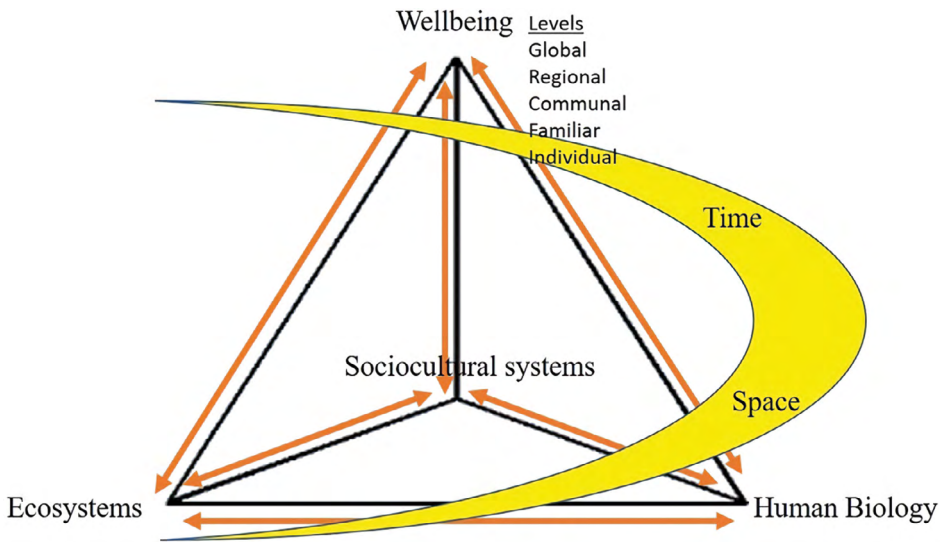 Wellbeing
Levels
Global
Regional
Communal
Familiar
Individual
Time
Sociocultural systems
Space
Ecosystems
Human Biology